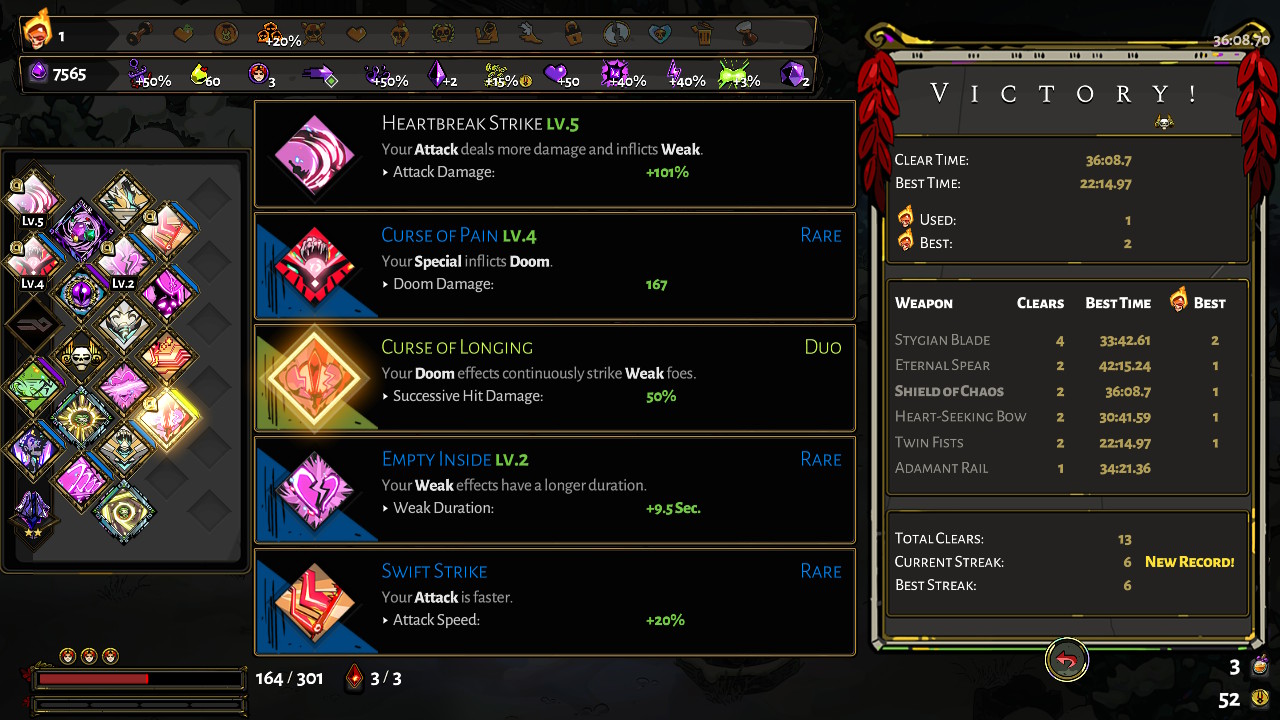 1
+20%
36:08.70
7565
+50%
60
3
+50%
+2
+15%
+50
+40%
+40%
+3%
2
Lv.5
Lv.4
Lv.2
HEARTBREAK STRIKE LV.5
Your Attack deals more damage and inflicts Weak.
Attack Damage: +101%
CURSE OF PAIN LV.4 RARE
Your Special inflicts Doom.
Doom Damage: 167
CURSE OF LONGING DUO
Your Doom effects continuously strike Weak foes.
Successive Hit Damage: 50%
EMPTY INSIDE LV.2 RARE
Your Weak effects have a longer duration.
Weak Duration: +9.5 Sec.
SWIFT STRIKE RARE
Your Attack is faster.
Attack Speed: +20%
164 / 301
3 / 3
VICTORY!
CLEAR TIME: 36:08.7
BEST TIME: 22:14.97
USED: 1
BEST: 2
WEAPON CLEARS BEST TIME BEST
STYGIAN BLADE 4 33:42.61 2
ETERNAL SPEAR 2 42:15.24 1
SHIELD OF CHAOS 2 36:08.7 1
HEART-SEEKING BOW 2 30:41.59 1
TWIN FISTS 2 22:14.97 1
ADAMANT RAIL 1 34:21.36
TOTAL CLEARS: 13
CURRENT STREAK: 6 NEW RECORD!
BEST STREAK: 6
3
52